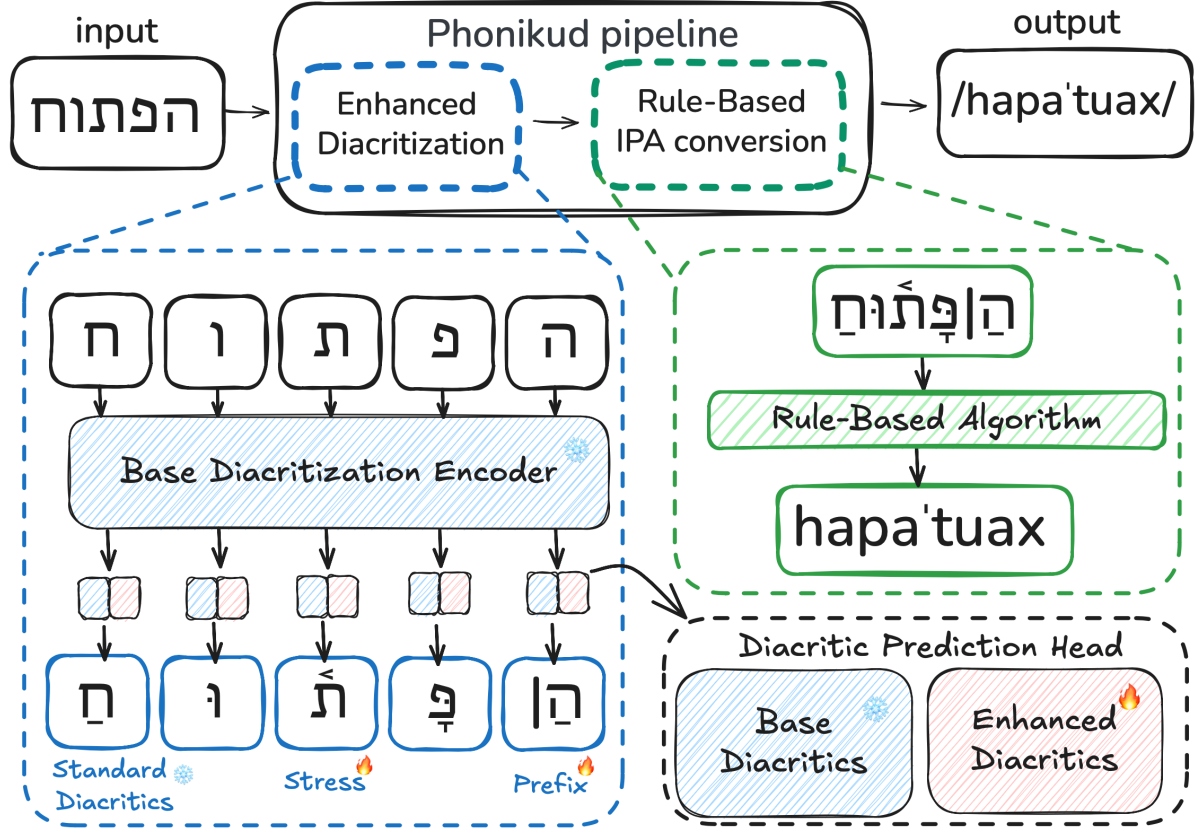 input
Phonikud pipeline
output
הפתוח
Enhanced
Diacritization
Rule-Based
IPA conversion
/hapaˈtuax/
ה
פ
ת
ו
ח
Base Diacritization Encoder
הַ|
פָּ
ת֫
וּ
חַ
Standard
Diacritics
Stress
Prefix
הַ|פָּת֫וּחַ
Rule-Based Algorithm
hapaˈtuax
Diacritic Prediction Head
Base
Diacritics
Enhanced
Diacritics